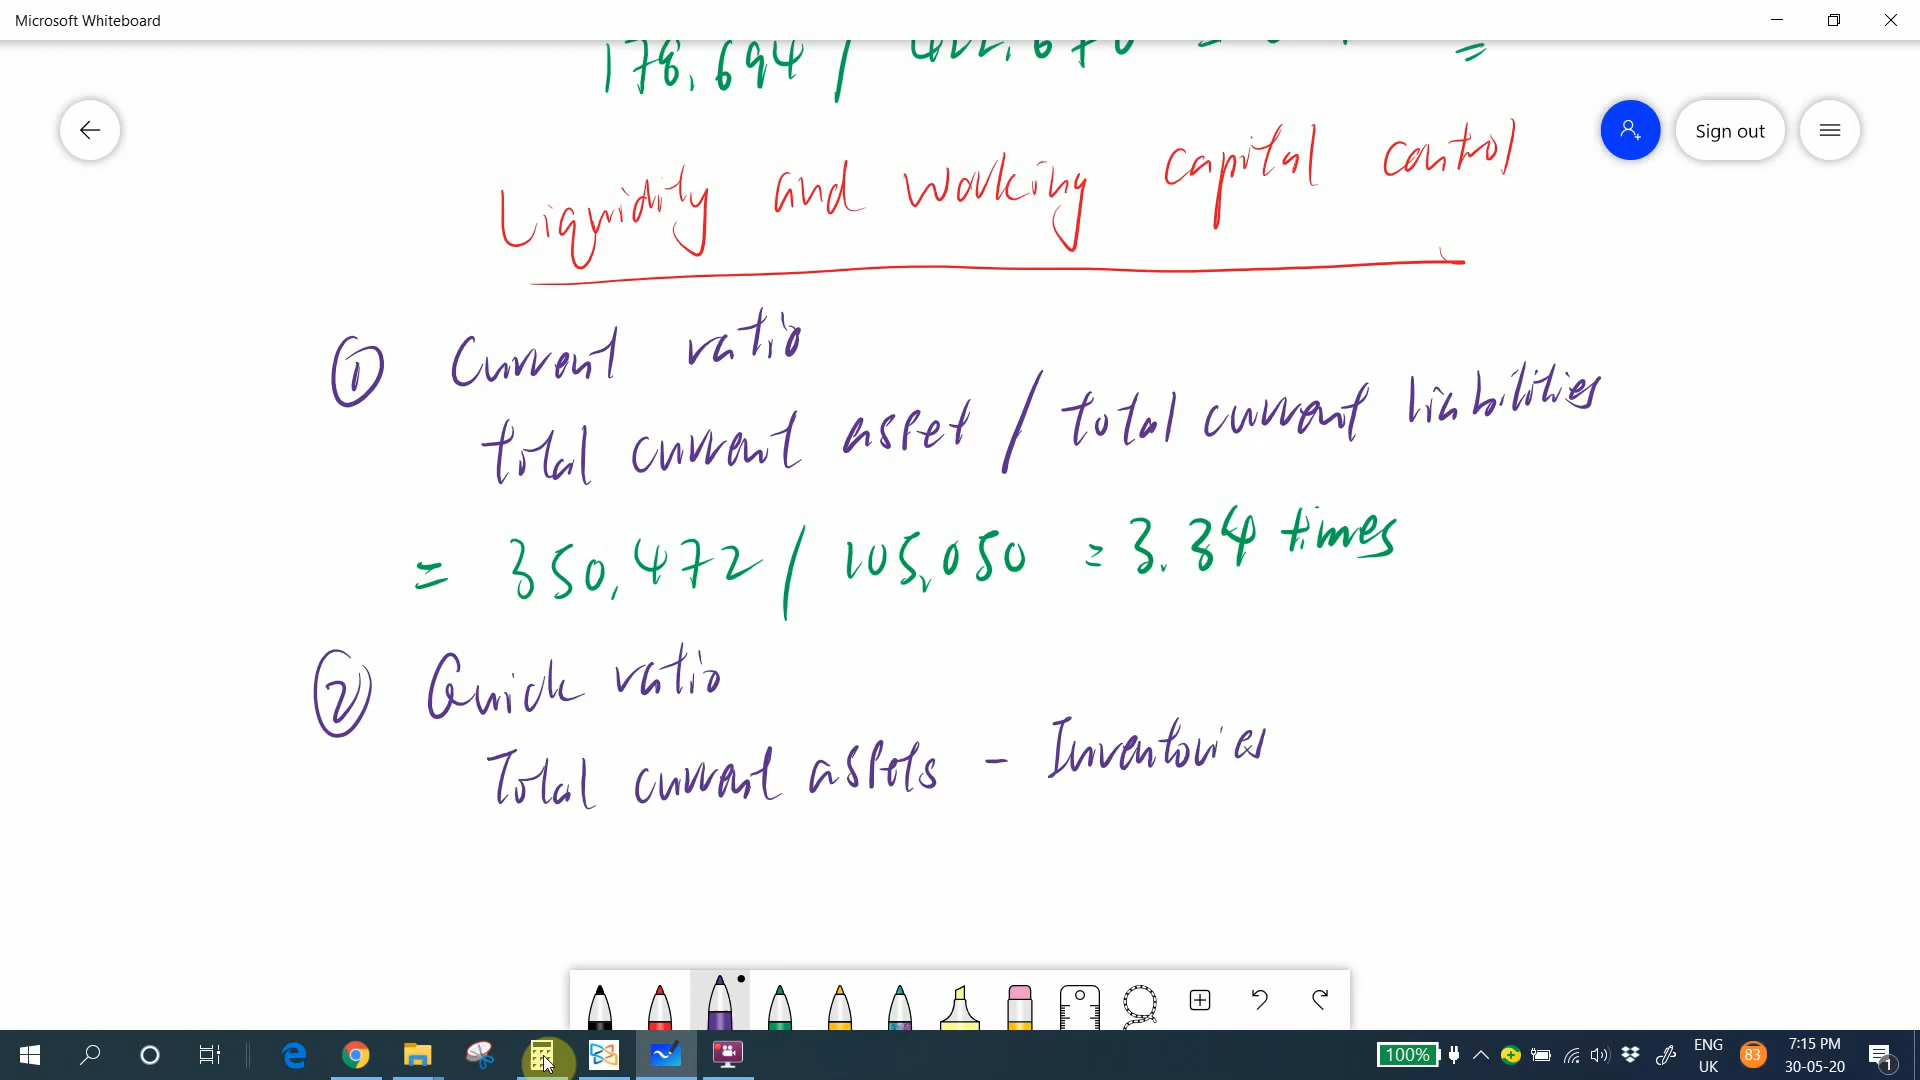 Microsoft Whiteboard
178,694 /
Sign out
Liquidity and working capital control
① Current ratio
total current asset / total current liabilities
= 350,472 / 105,050 = 3.34 times
② Quick ratio
Total current assets - Inventories
100%
ENG
UK
83
7:15 PM
30-05-20
1